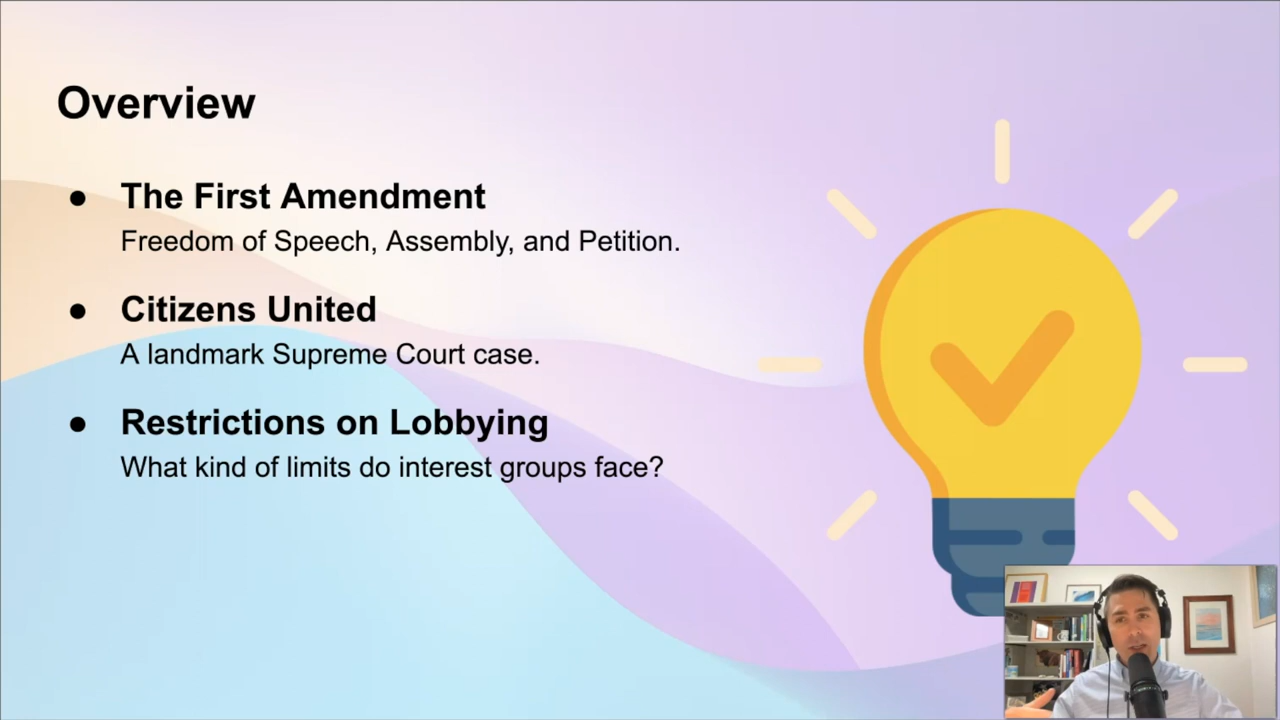 Overview
● The First Amendment
Freedom of Speech, Assembly, and Petition.
● Citizens United
A landmark Supreme Court case.
● Restrictions on Lobbying
What kind of limits do interest groups face?